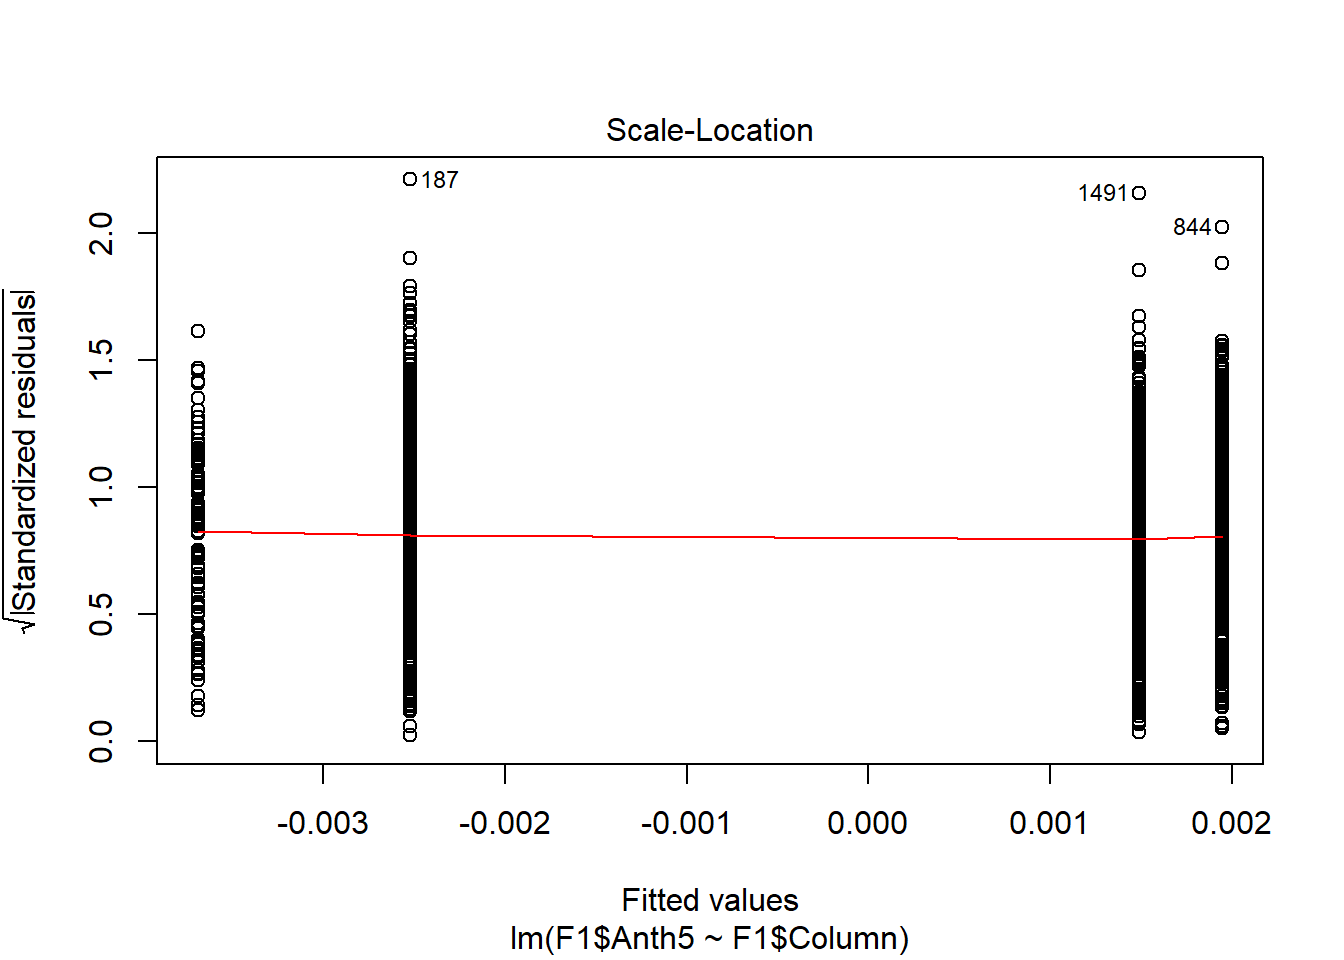 Scale-Location
187
1491
844
2.0
1.5
1.0
0.5
0.0
√|Standardized residuals|
-0.003 -0.002 -0.001 0.000 0.001 0.002
Fitted values
lm(F1$Anth5 ~ F1$Column)